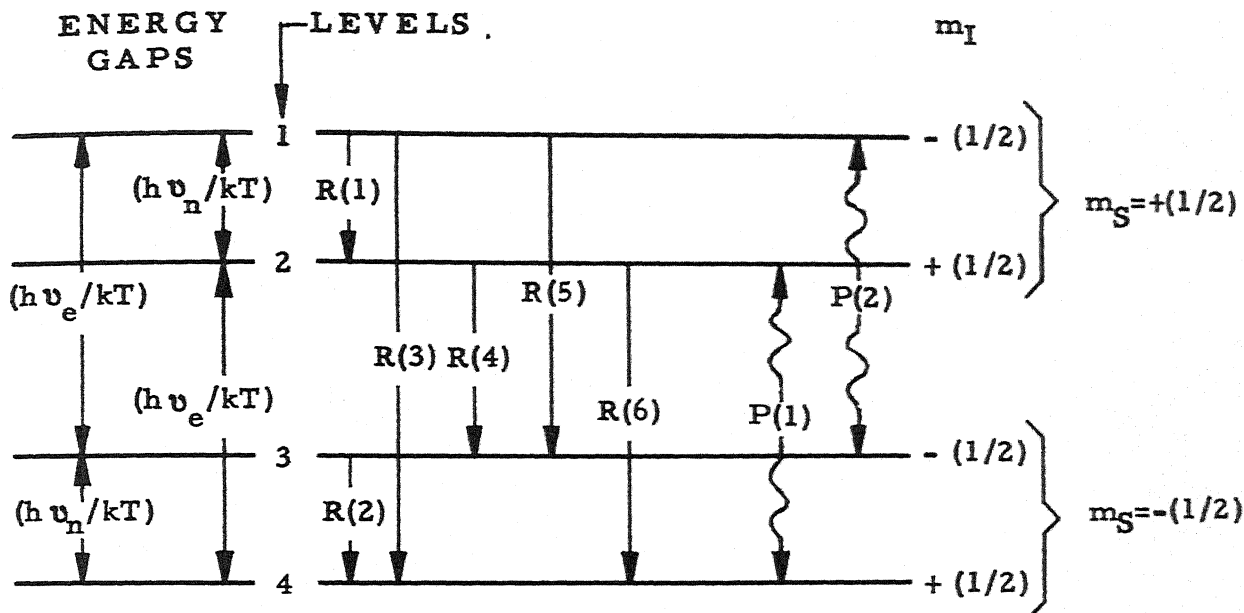 ENERGY GAPS
LEVELS.
m_I
1
- (1/2)
(hν_n/kT)
R(1)
m_S=+(1/2)
2
+ (1/2)
(hν_e/kT)
R(5)
P(2)
R(3)
R(4)
(hν_e/kT)
R(6)
P(1)
3
- (1/2)
(hν_n/kT)
R(2)
m_S=-(1/2)
4
+ (1/2)